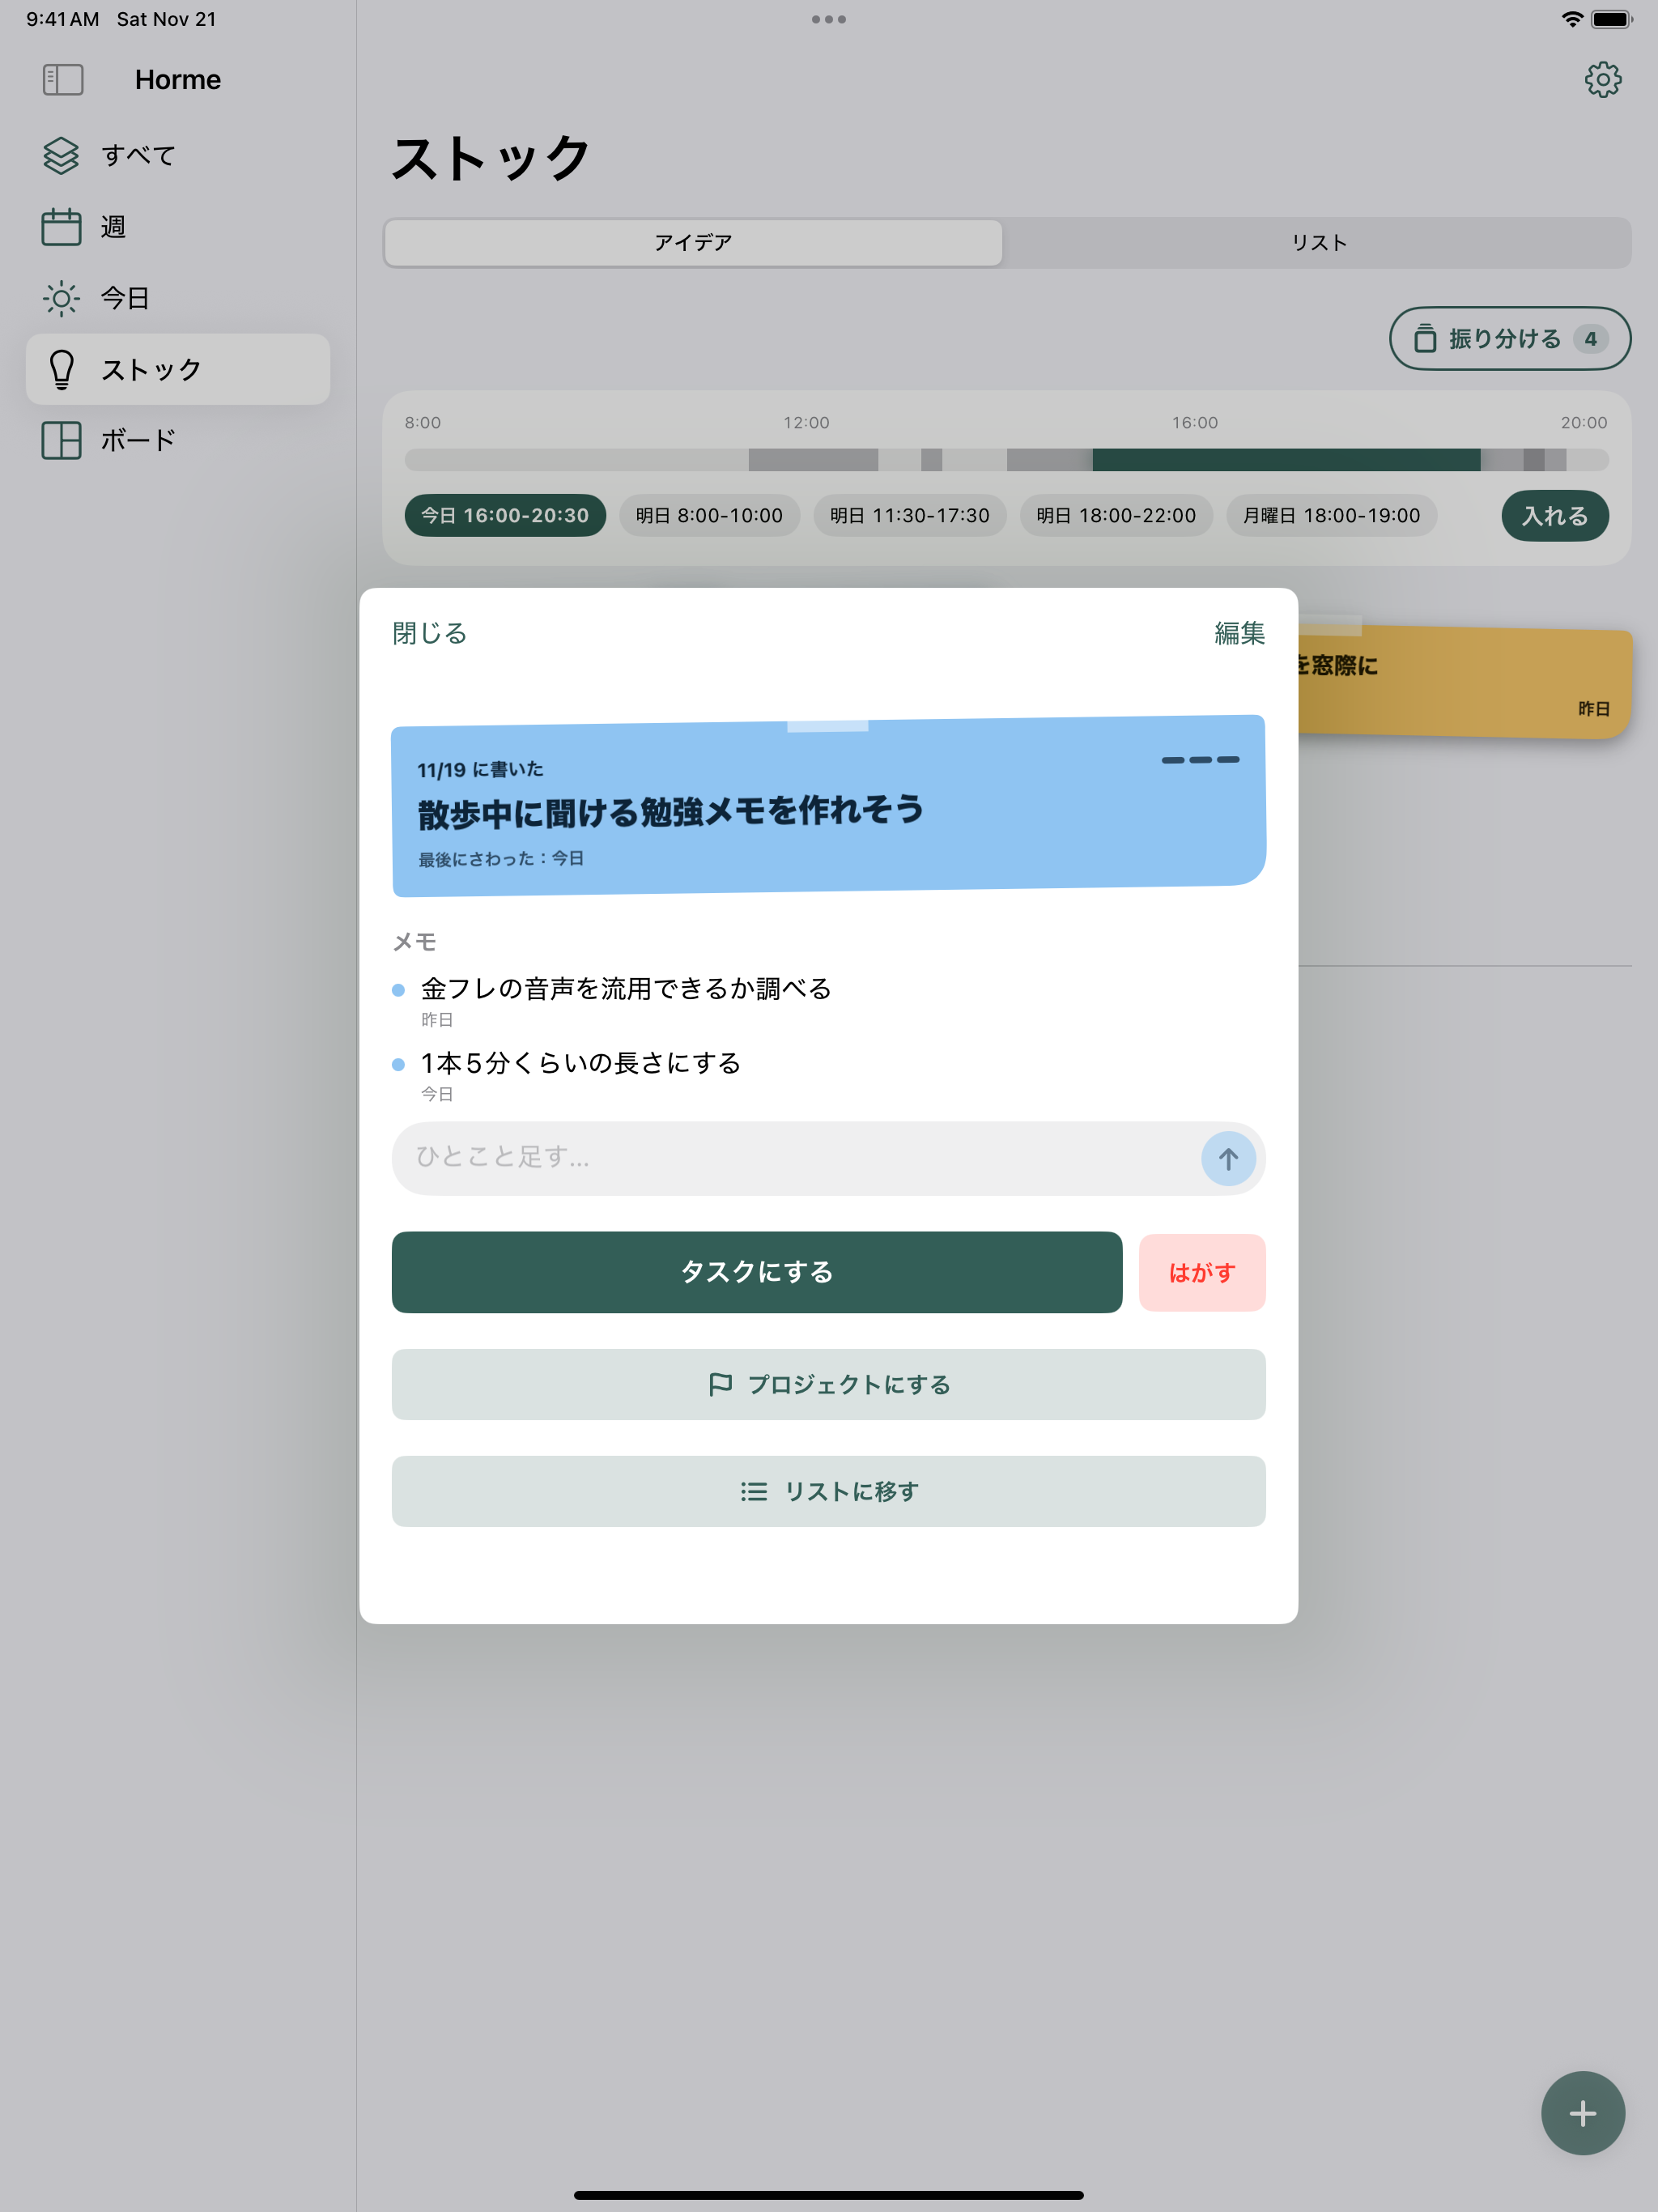 9:41 AM Sat Nov 21
Horme
すべて
週
今日
ストック
ボード
ストック
アイデア
リスト
振り分ける 4
8:00 12:00 16:00 20:00
今日 16:00-20:30
明日 8:00-10:00
明日 11:30-17:30
明日 18:00-22:00
月曜日 18:00-19:00
入れる
を窓際に
昨日
閉じる
編集
11/19 に書いた
散歩中に聞ける勉強メモを作れそう
最後にさわった：今日
メモ
金フレの音声を流用できるか調べる
昨日
1本5分くらいの長さにする
今日
ひとこと足す...
タスクにする
はがす
プロジェクトにする
リストに移す